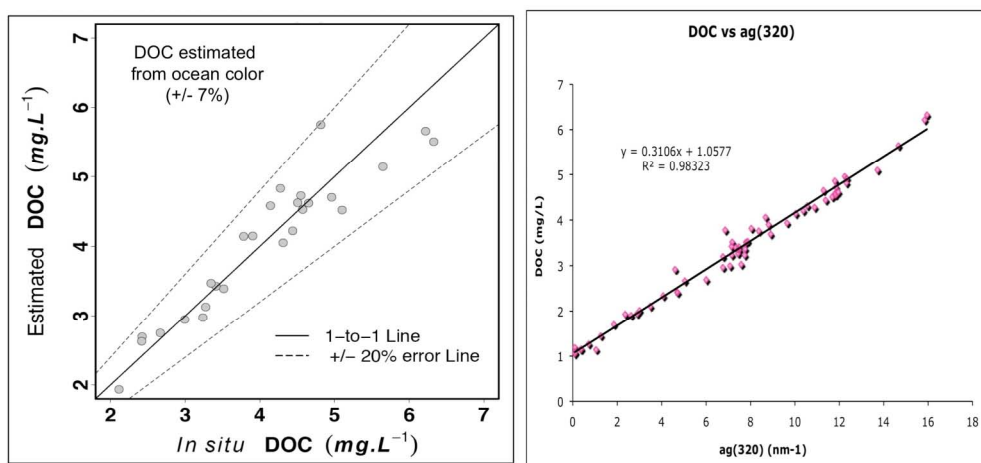 DOC estimated
from ocean color
(+/- 7%)
Estimated DOC (mg.L⁻¹)
7
6
5
4
3
2
1-to-1 Line
+/- 20% error Line
2 3 4 5 6 7
In situ DOC (mg.L⁻¹)
DOC vs ag(320)
DOC (mg/L)
7
6
5
4
3
2
1
0
y = 0.3106x + 1.0577
R² = 0.98323
0 2 4 6 8 10 12 14 16 18
ag(320) (nm-1)